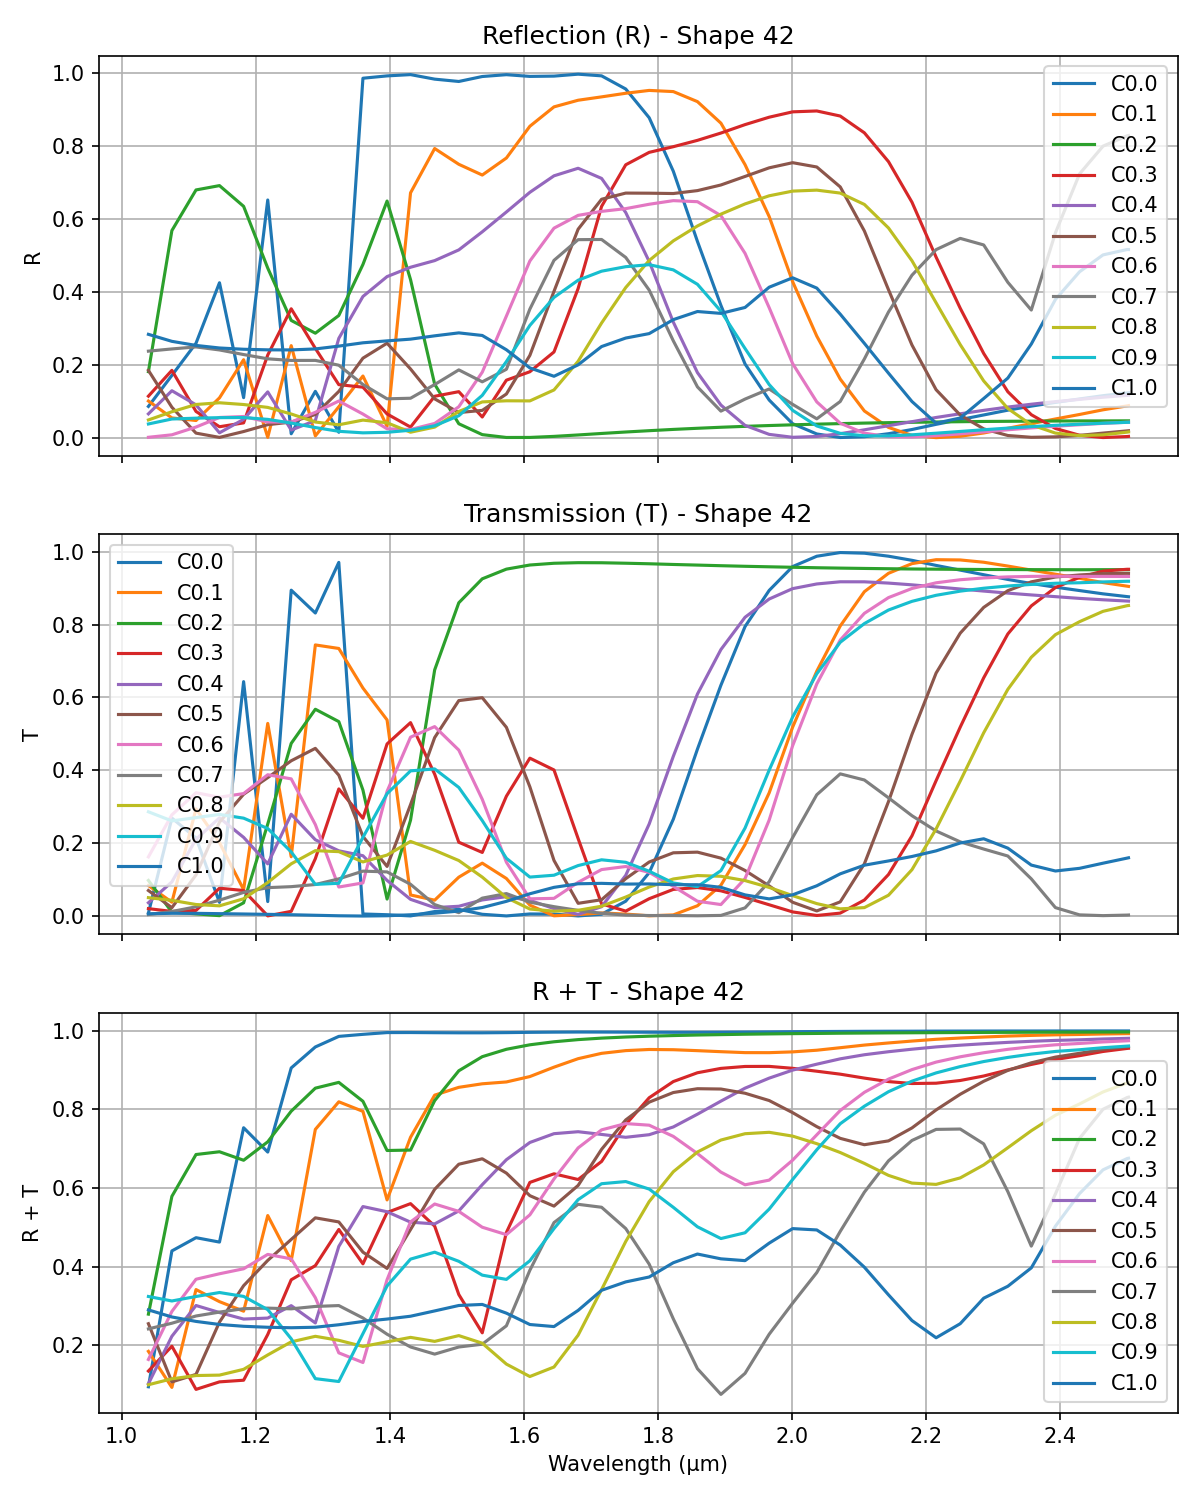 Reflection (R) - Shape 42
R
1.0
0.8
0.6
0.4
0.2
0.0
C0.0
C0.1
C0.2
C0.3
C0.4
C0.5
C0.6
C0.7
C0.8
C0.9
C1.0
Transmission (T) - Shape 42
T
1.0
0.8
0.6
0.4
0.2
0.0
C0.0
C0.1
C0.2
C0.3
C0.4
C0.5
C0.6
C0.7
C0.8
C0.9
C1.0
R + T - Shape 42
R + T
1.0
0.8
0.6
0.4
0.2
C0.0
C0.1
C0.2
C0.3
C0.4
C0.5
C0.6
C0.7
C0.8
C0.9
C1.0
1.0 1.2 1.4 1.6 1.8 2.0 2.2 2.4
Wavelength (μm)